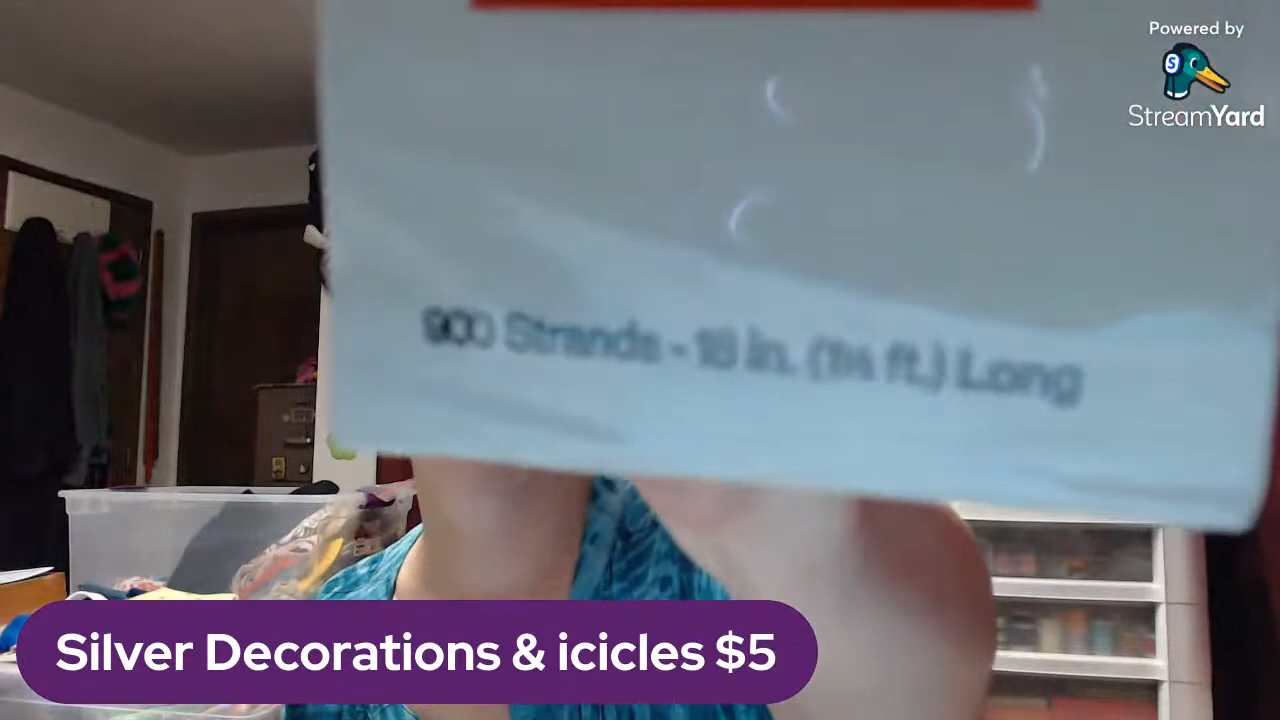 Powered by
StreamYard
900 Strands - 18 in. (1½ ft.) Long
Silver Decorations & icicles $5